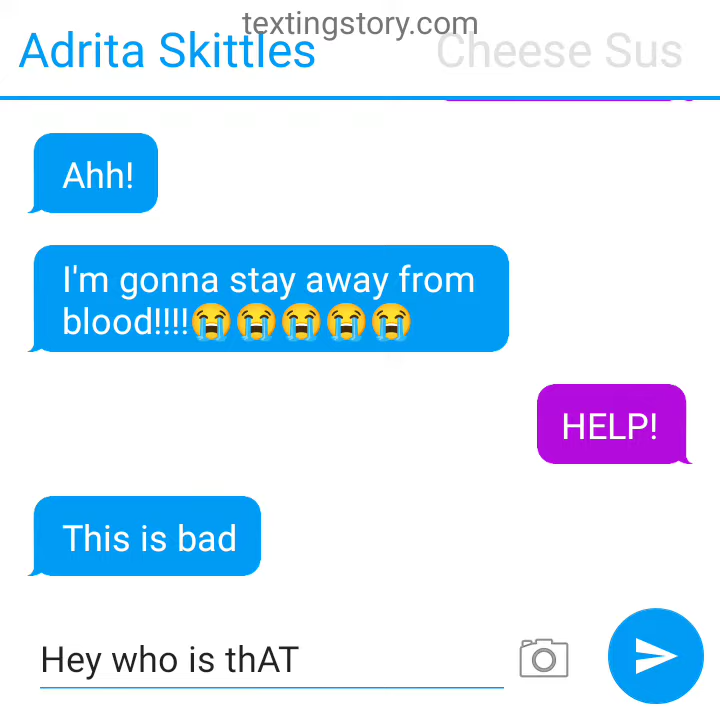 textingstory.com
Adrita Skittles Cheese Sus
Ahh!
I'm gonna stay away from
blood!!!!😭😭😭😭😭
HELP!
This is bad
Hey who is thAT